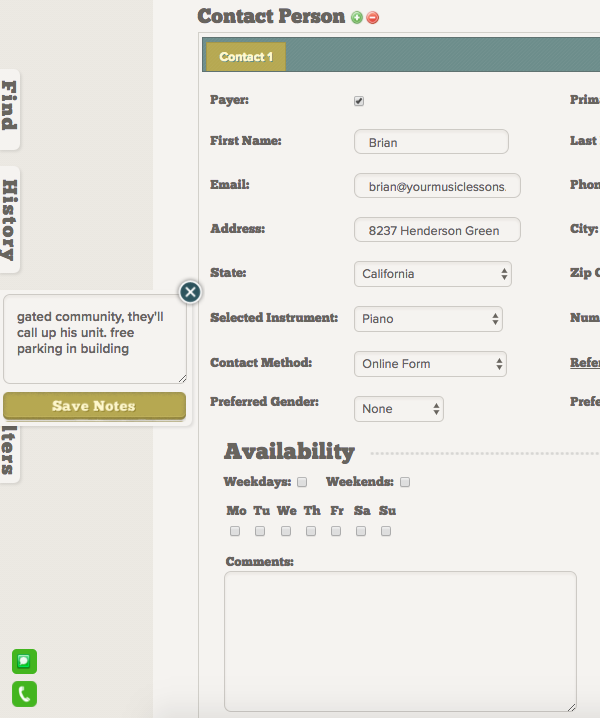 Contact Person
Contact 1
Payer:
Prim
First Name:
Brian
Last
Email:
brian@yourmusiclessons.
Phon
Address:
8237 Henderson Green
City:
State:
California
Zip C
Selected Instrument:
Piano
Num
Contact Method:
Online Form
Refer
Preferred Gender:
None
Prefe
Availability
Weekdays:
Weekends:
Mo Tu We Th Fr Sa Su
Comments:
Find
History
gated community, they'll
call up his unit. free
parking in building
Save Notes
lters